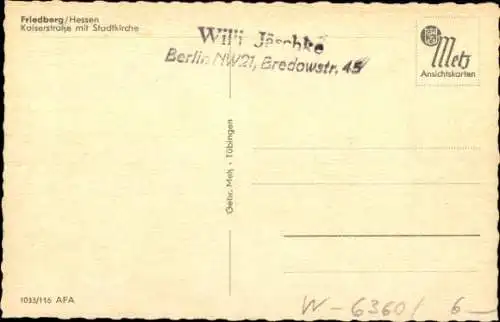 Friedberg/Hessen
Kaiserstraße mit Stadtkirche
Willi Jäschke
Berlin NW21, Bredowstr. 45
Metz
Ansichtskarten
Gebr. Metz · Tübingen
1033/116 AFA
W-6360/ 6-